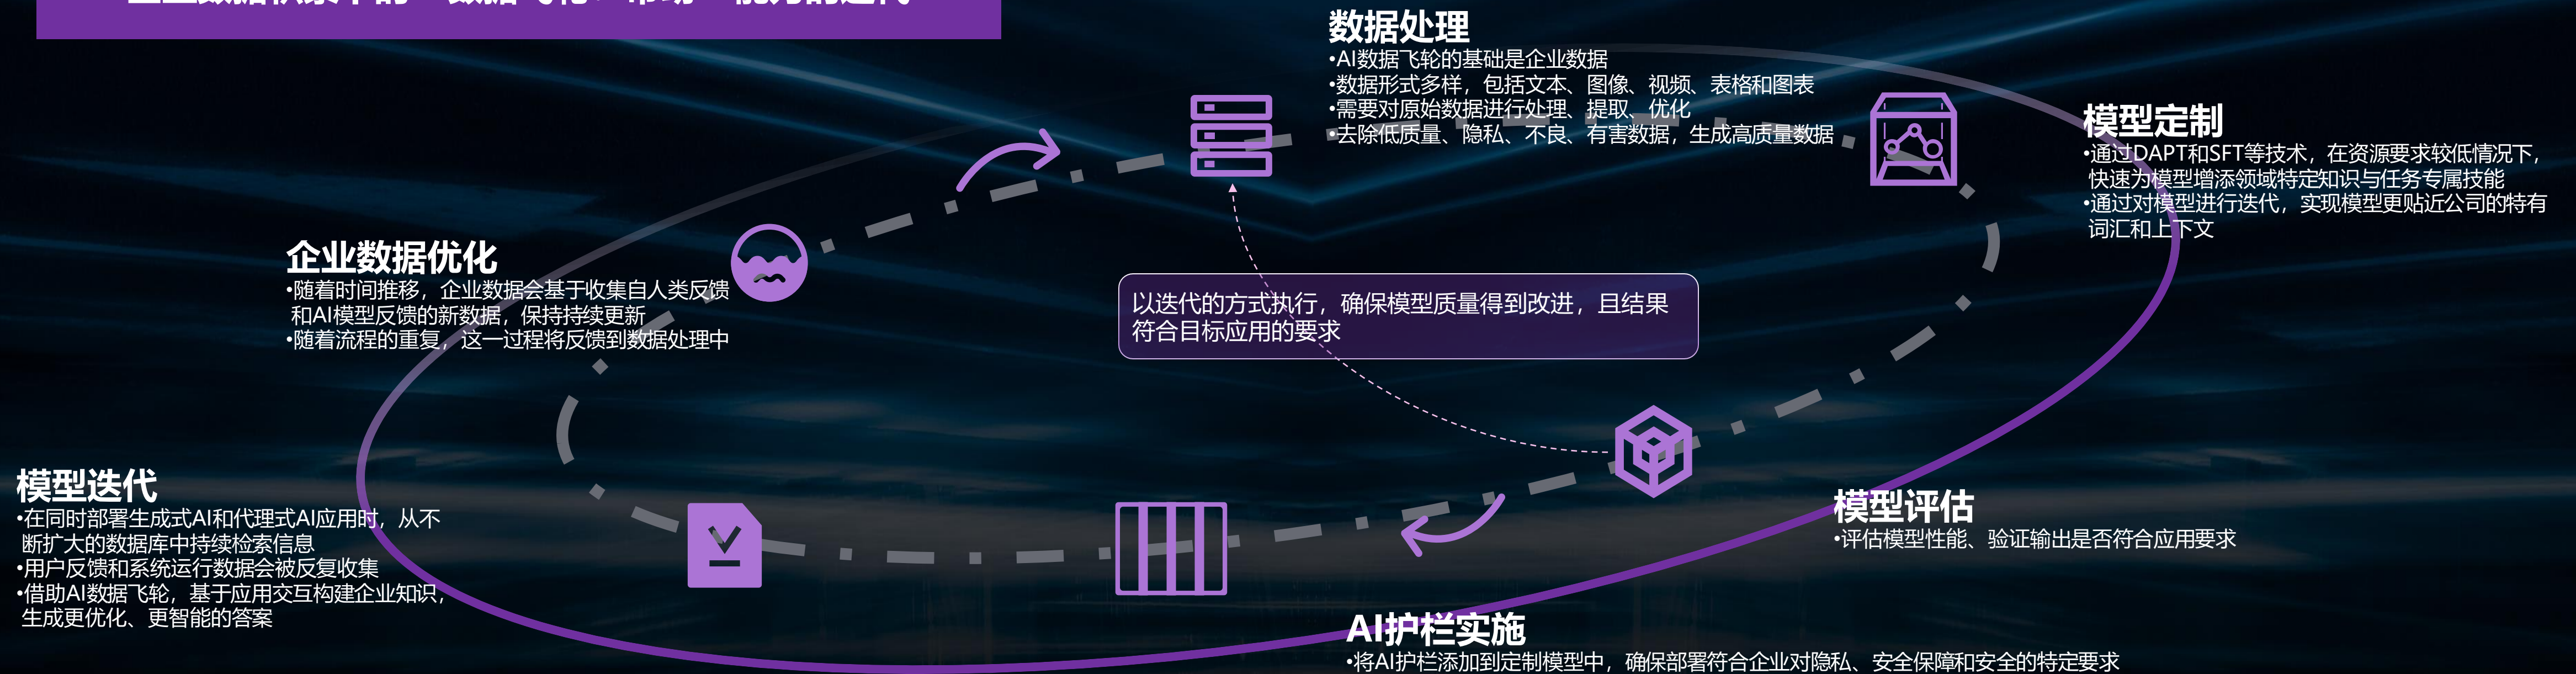 数据处理
•AI数据飞轮的基础是企业数据
•数据形式多样，包括文本、图像、视频、表格和图表
•需要对原始数据进行处理、提取、优化
•去除低质量、隐私、不良、有害数据，生成高质量数据
模型定制
•通过DAPT和SFT等技术，在资源要求较低情况下，
快速为模型增添领域特定知识与任务专属技能
•通过对模型进行迭代，实现模型更贴近公司的特有
词汇和上下文
企业数据优化
•随着时间推移，企业数据会基于收集自人类反馈
和AI模型反馈的新数据，保持持续更新
•随着流程的重复，这一过程将反馈到数据处理中
以迭代的方式执行，确保模型质量得到改进，且结果
符合目标应用的要求
模型迭代
•在同时部署生成式AI和代理式AI应用时，从不
断扩大的数据库中持续检索信息
•用户反馈和系统运行数据会被反复收集
•借助AI数据飞轮，基于应用交互构建企业知识，
生成更优化、更智能的答案
模型评估
•评估模型性能、验证输出是否符合应用要求
AI护栏实施
•将AI护栏添加到定制模型中，确保部署符合企业对隐私、安全保障和安全的特定要求